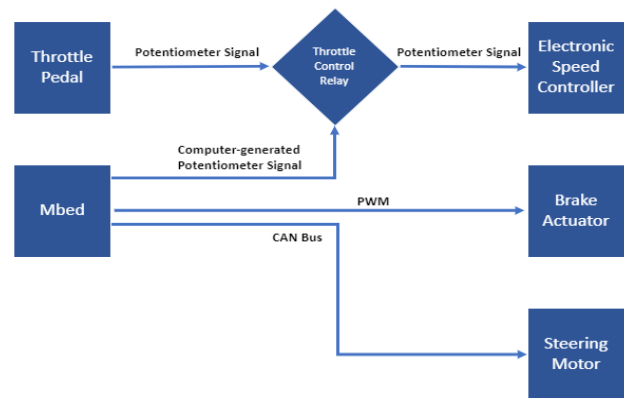 Throttle
Pedal
Potentiometer Signal
Throttle
Control
Relay
Potentiometer Signal
Electronic
Speed
Controller
Computer-generated
Potentiometer Signal
Mbed
PWM
Brake
Actuator
CAN Bus
Steering
Motor